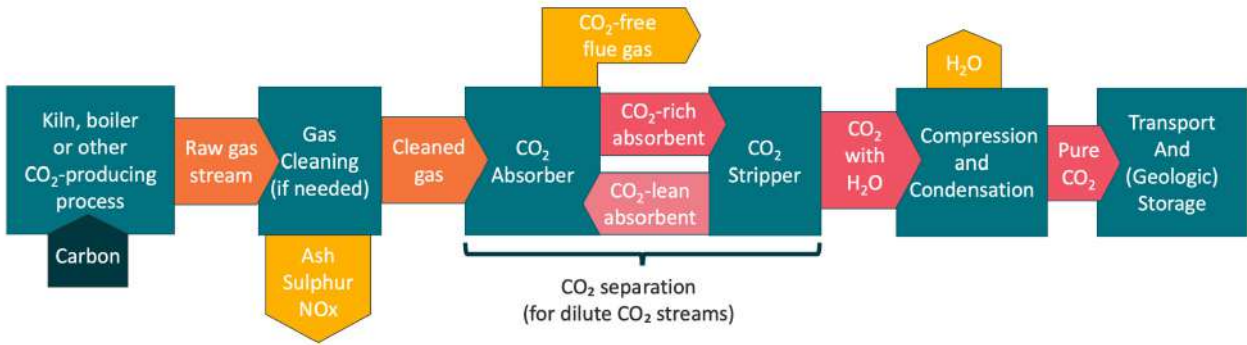 Kiln, boiler
or other
CO₂-producing
process
Carbon
Raw gas
stream
Gas
Cleaning
(if needed)
Ash
Sulphur
NOx
Cleaned
gas
CO₂
Absorber
CO₂-free
flue gas
CO₂-rich
absorbent
CO₂-lean
absorbent
CO₂
Stripper
CO₂ separation
(for dilute CO₂ streams)
CO₂
with
H₂O
H₂O
Compression
and
Condensation
Pure
CO₂
Transport
And
(Geologic)
Storage